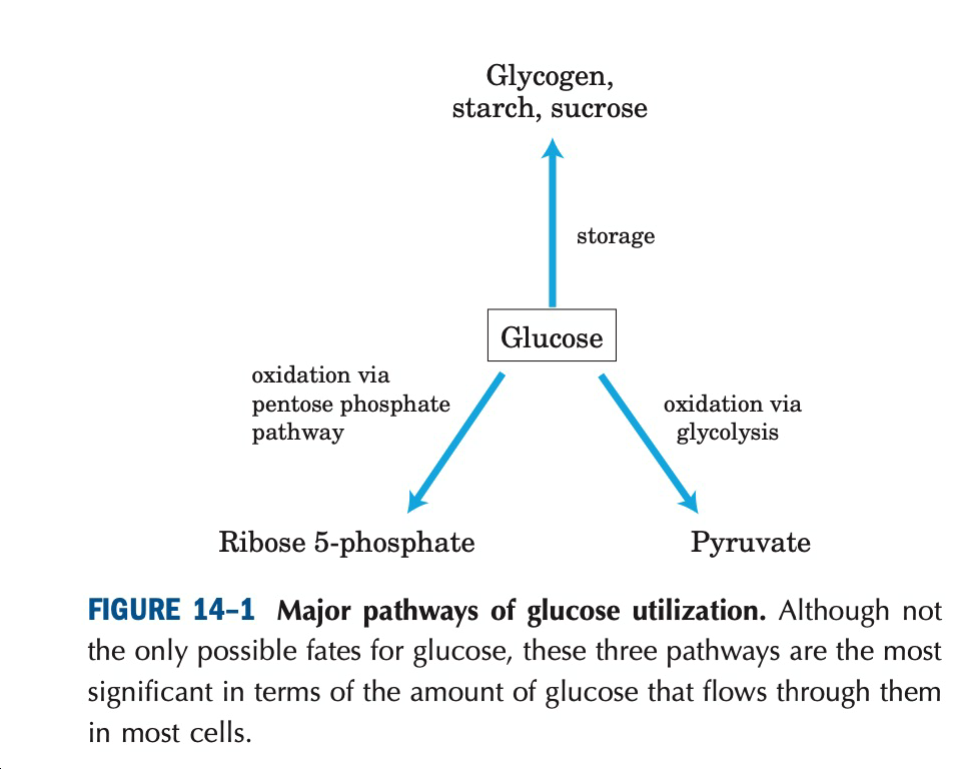 Glycogen,
starch, sucrose
storage
Glucose
oxidation via
pentose phosphate
pathway
oxidation via
glycolysis
Ribose 5-phosphate
Pyruvate
FIGURE 14–1 Major pathways of glucose utilization. Although not
the only possible fates for glucose, these three pathways are the most
significant in terms of the amount of glucose that flows through them
in most cells.